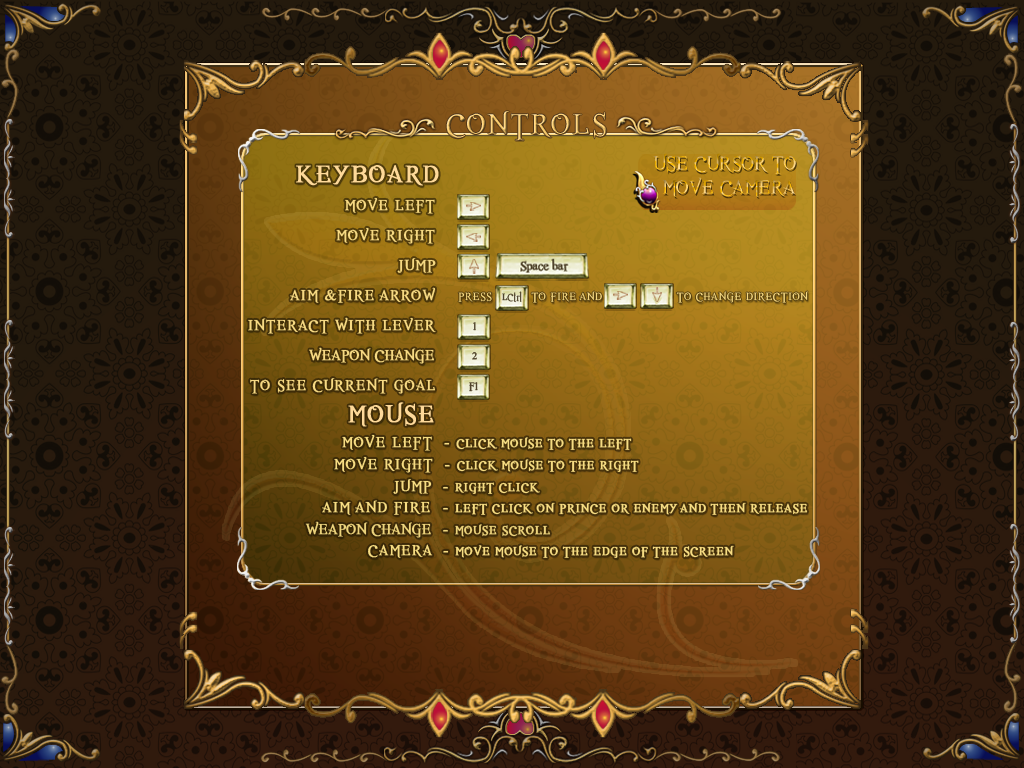 CONTROLS
USE CURSOR TO
MOVE CAMERA
KEYBOARD
MOVE LEFT
MOVE RIGHT
JUMP Space bar
AIM &FIRE ARROW PRESS LCtrl TO FIRE AND TO CHANGE DIRECTION
INTERACT WITH LEVER 1
WEAPON CHANGE 2
TO SEE CURRENT GOAL F1
MOUSE
MOVE LEFT - CLICK MOUSE TO THE LEFT
MOVE RIGHT - CLICK MOUSE TO THE RIGHT
JUMP - RIGHT CLICK
AIM AND FIRE - LEFT CLICK ON PRINCE OR ENEMY AND THEN RELEASE
WEAPON CHANGE - MOUSE SCROLL
CAMERA - MOVE MOUSE TO THE EDGE OF THE SCREEN